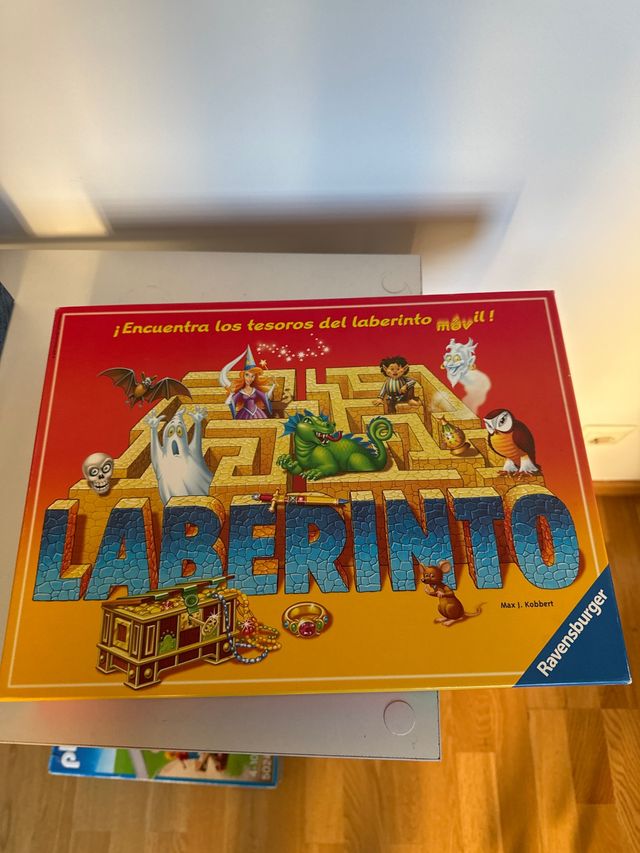 ¡Encuentra los tesoros del laberinto móvil!
LABERINTO
Max J. Kobbert
Ravensburger